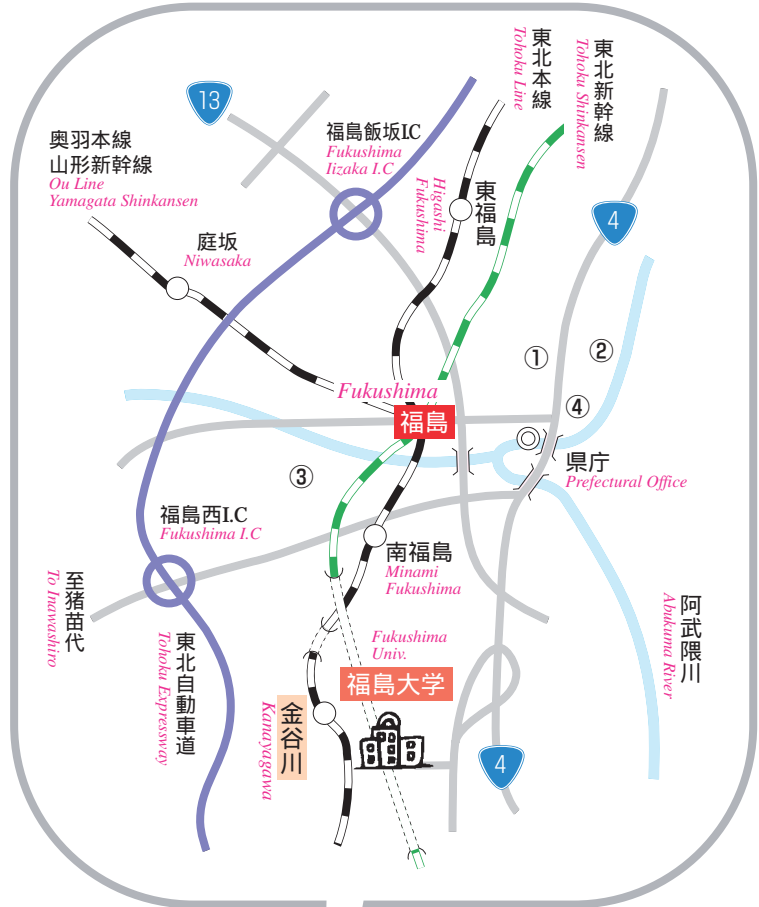 東北本線
Tohoku Line
東北新幹線
Tohoku Shinkansen
13
奥羽本線
山形新幹線
Ou Line
Yamagata Shinkansen
福島飯坂I.C
Fukushima
Iizaka I.C
東福島
Higashi
Fukushima
4
庭坂
Niwasaka
①
②
Fukushima
福島
④
県庁
Prefectural Office
③
福島西I.C
Fukushima I.C
南福島
Minami
Fukushima
至猪苗代
To Inawashiro
東北自動車道
Tohoku Expressway
阿武隈川
Abukuma River
Fukushima
Univ.
福島大学
金谷川
Kanayagawa
4